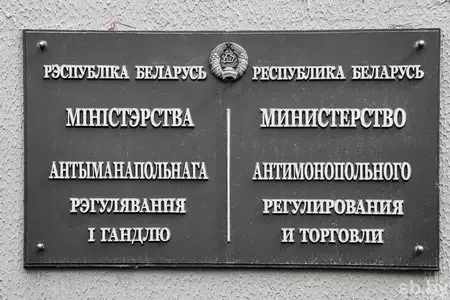 РЭСПУБЛІКА БЕЛАРУСЬ
МІНІСТЭРСТВА
АНТЫМАНАПОЛЬНАГА
РЭГУЛЯВАННЯ
І ГАНДЛЮ
РЕСПУБЛИКА БЕЛАРУСЬ
МИНИСТЕРСТВО
АНТИМОНОПОЛЬНОГО
РЕГУЛИРОВАНИЯ
И ТОРГОВЛИ
sb.by